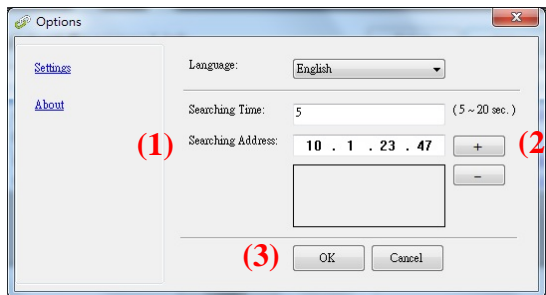 Options
Settings
About
Language: English
Searching Time: 5 ( 5 ~ 20 sec. )
(1) Searching Address: 10 . 1 . 23 . 47 + (2
–
(3) OK Cancel